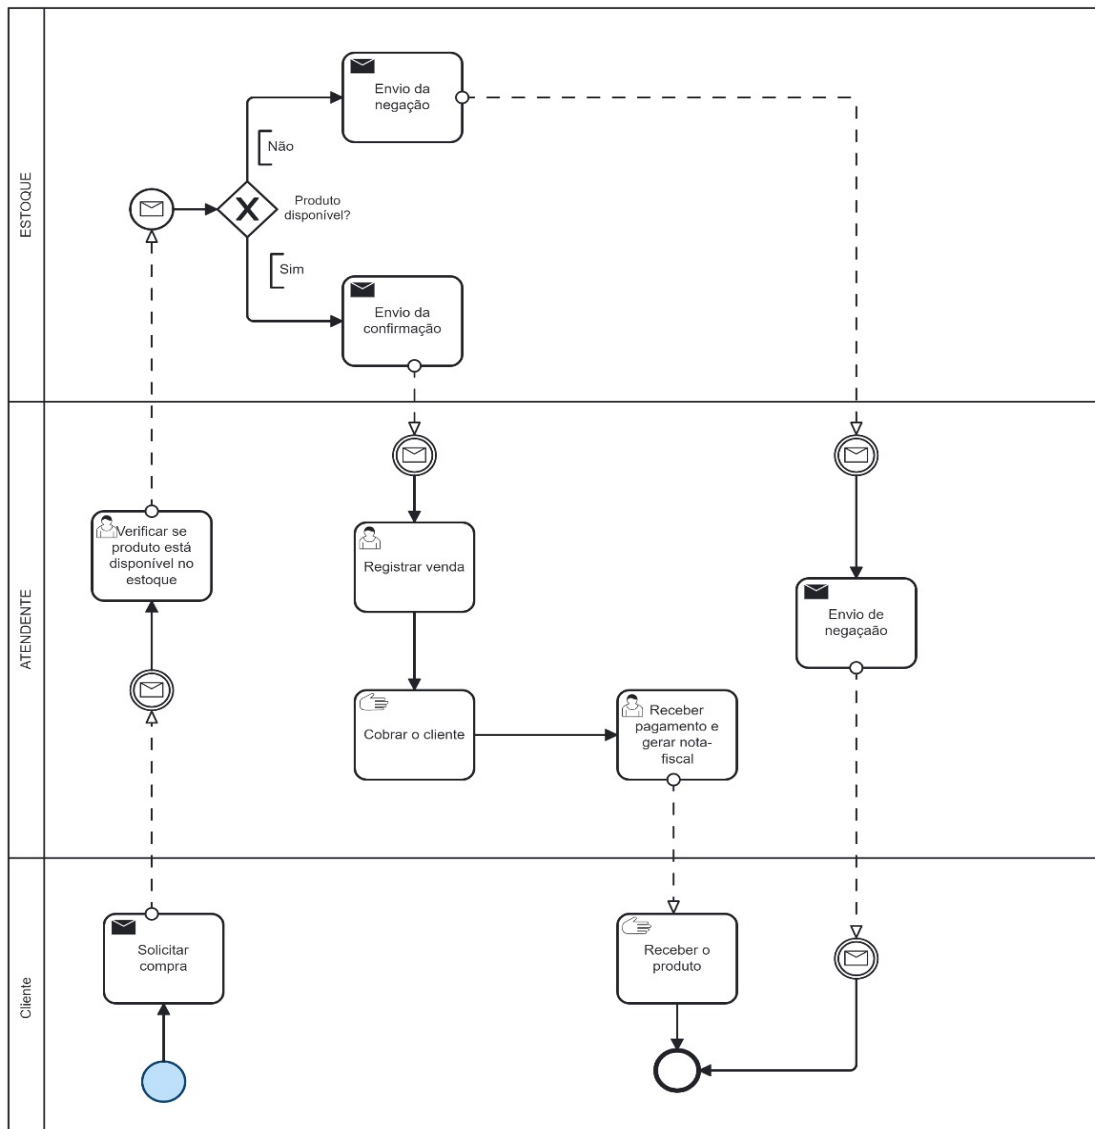 ESTOQUE
Envio da
negação
Não
Produto
disponível?
Sim
Envio da
confirmação
ATENDENTE
Verificar se
produto está
disponível no
estoque
Registrar venda
Cobrar o cliente
Receber
pagamento e
gerar nota-
fiscal
Envio de
negaçaão
Cliente
Solicitar
compra
Receber o
produto